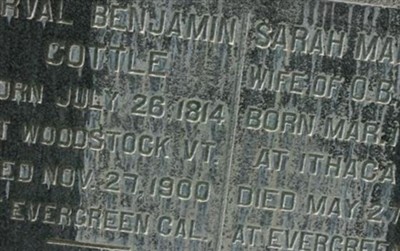 RVAL BENJAMIN
COTTLE
ORN JULY 26, 1814
T WOODSTOCK VT.
ED NOV. 27, 1900
EVERGREEN CAL.
SARAH MA
WIFE OF O. B.
BORN MAR. 1
AT ITHACA
DIED MAY 27
AT EVERGREE